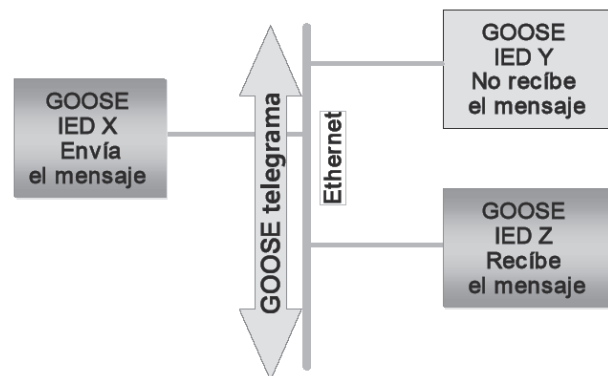 GOOSE
IED X
Envía
el mensaje
GOOSE telegrama
Ethernet
GOOSE
IED Y
No recíbe
el mensaje
GOOSE
IED Z
Recíbe
el mensaje